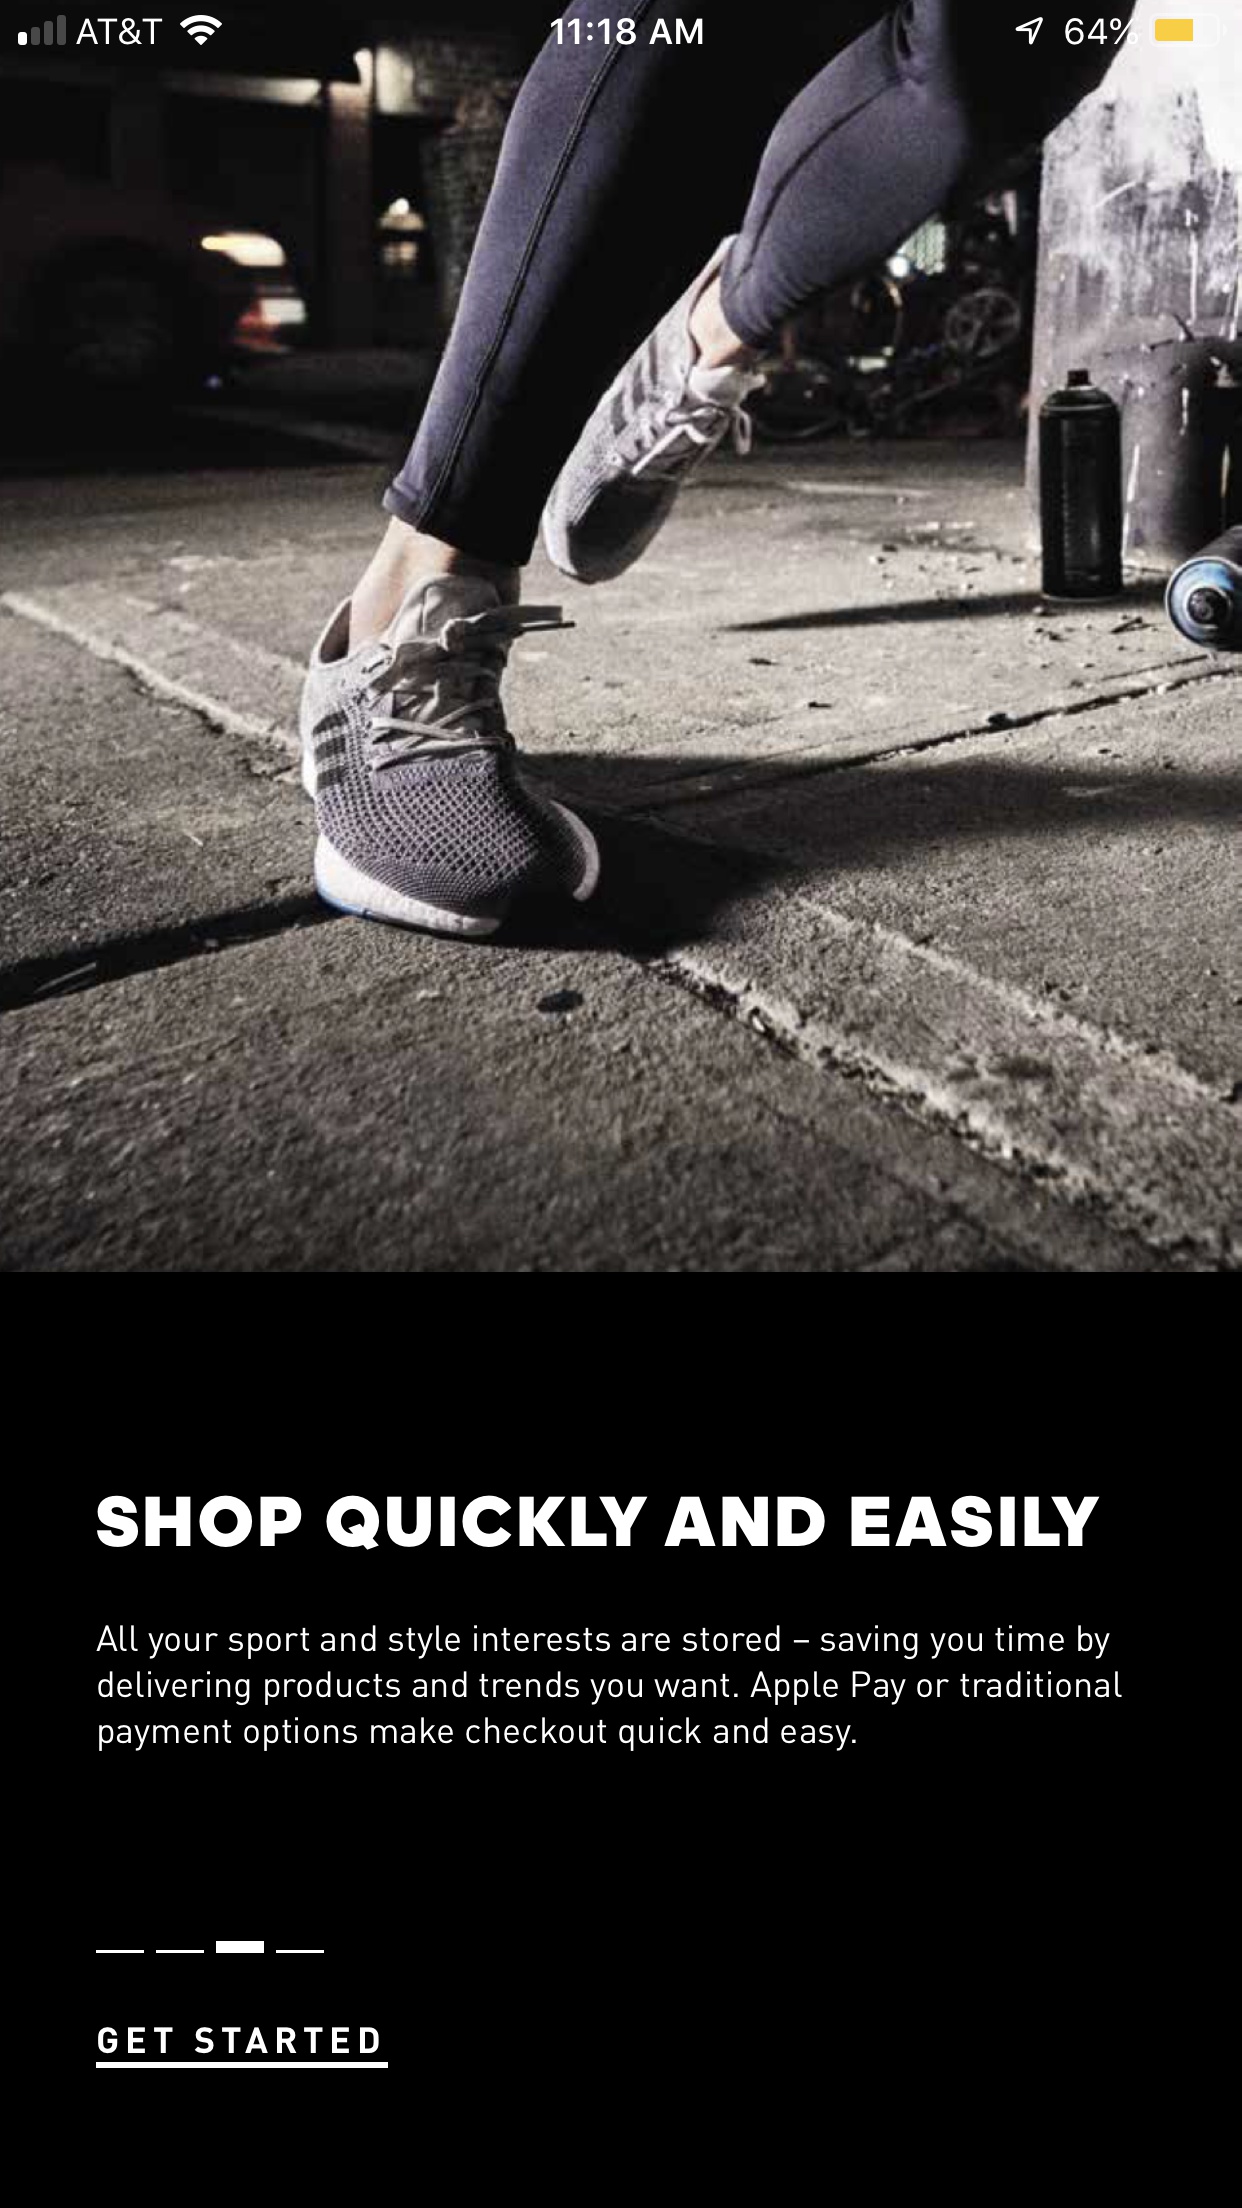 AT&T 11:18 AM 64%
SHOP QUICKLY AND EASILY
All your sport and style interests are stored – saving you time by
delivering products and trends you want. Apple Pay or traditional
payment options make checkout quick and easy.
GET STARTED